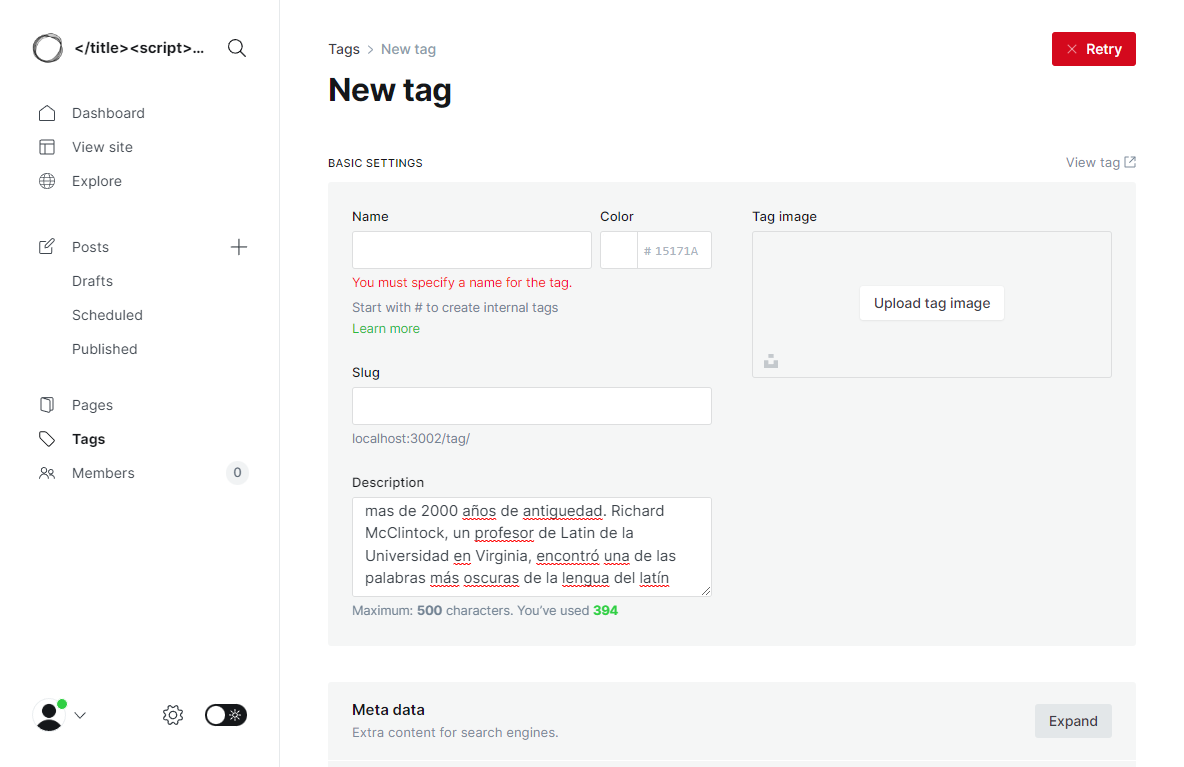 </title><script>...
Dashboard
View site
Explore
Posts
Drafts
Scheduled
Published
Pages
Tags
Members
0
Tags > New tag
Retry
New tag
BASIC SETTINGS
View tag
Name
Color
Tag image
# 15171A
You must specify a name for the tag.
Start with # to create internal tags
Learn more
Upload tag image
Slug
localhost:3002/tag/
Description
mas de 2000 años de antiguedad. Richard
McClintock, un profesor de Latin de la
Universidad en Virginia, encontró una de las
palabras más oscuras de la lengua del latín
Maximum: 500 characters. You’ve used 394
Meta data
Extra content for search engines.
Expand